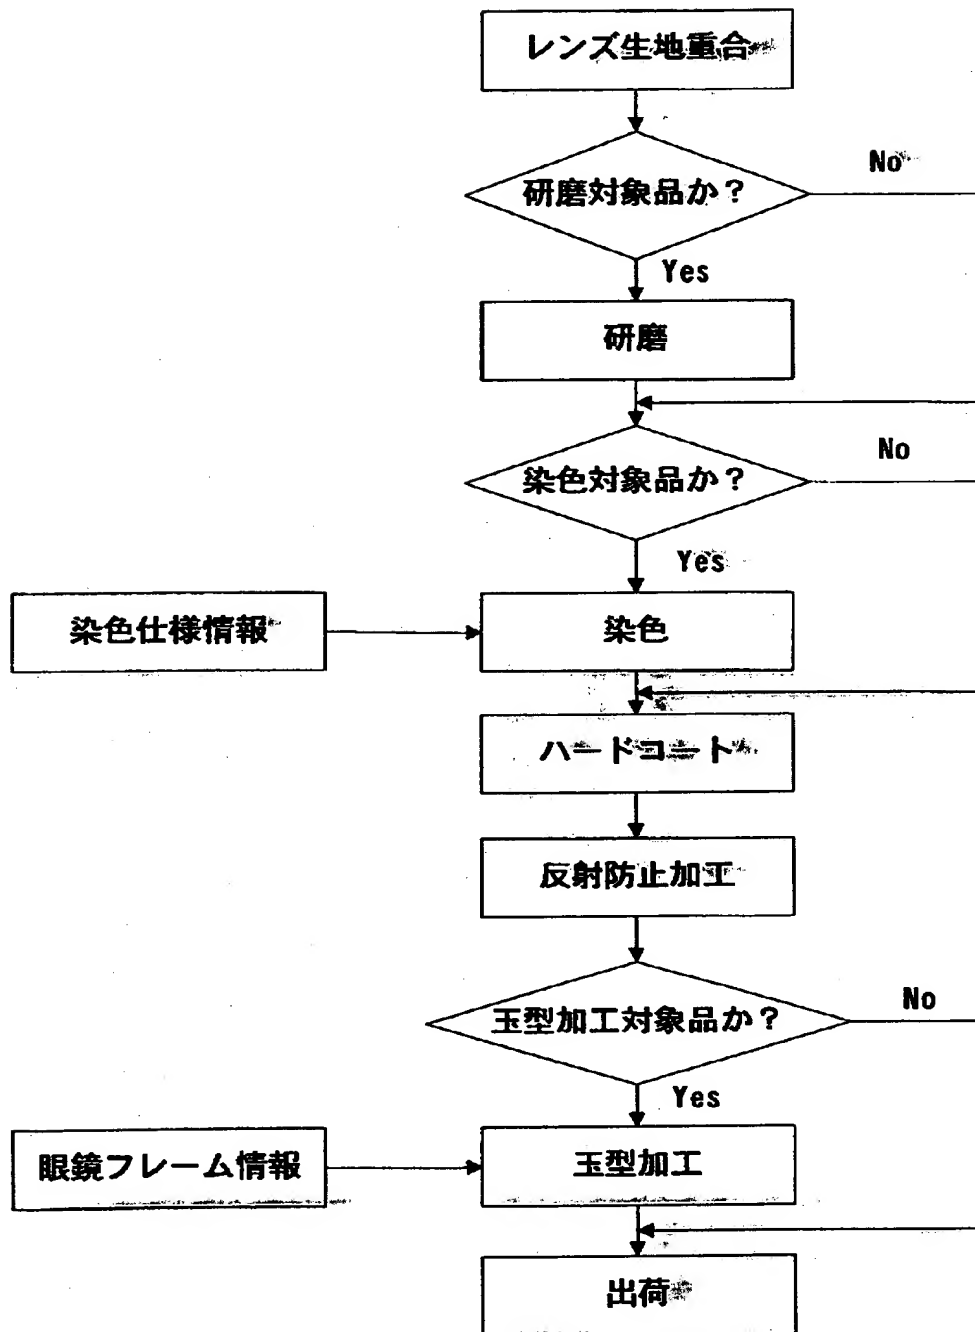 レンズ生地重合
研磨対象品か？
No
Yes
研磨
染色対象品か？
No
Yes
染色仕様情報
染色
ハードコート
反射防止加工
玉型加工対象品か？
No
Yes
眼鏡フレーム情報
玉型加工
出荷